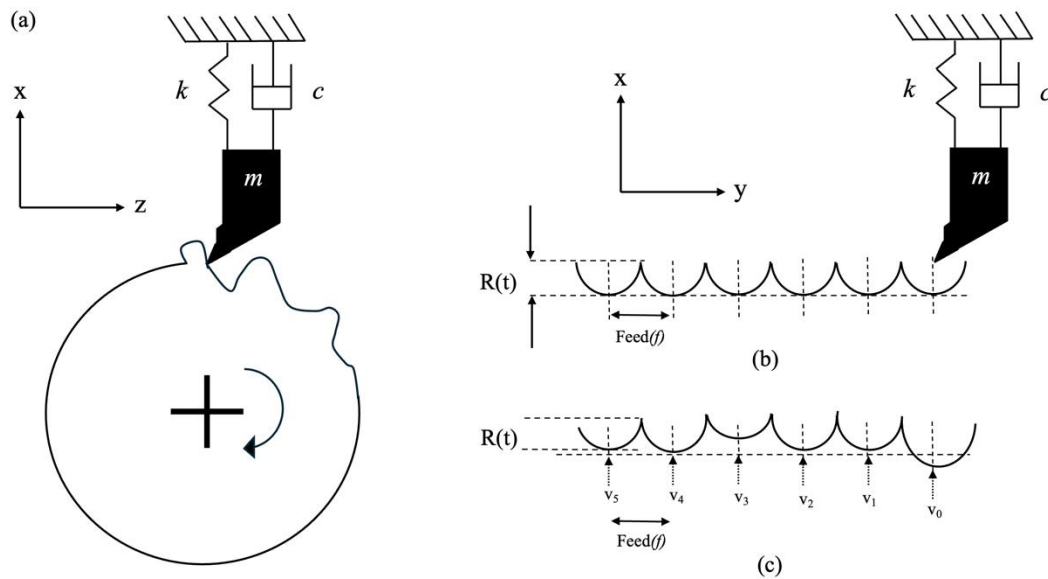 (a)
k
c
x
m
z
k
c
x
m
y
R(t)
Feed(f)
(b)
R(t)
v₅
v₄
v₃
v₂
v₁
v₀
Feed(f)
(c)